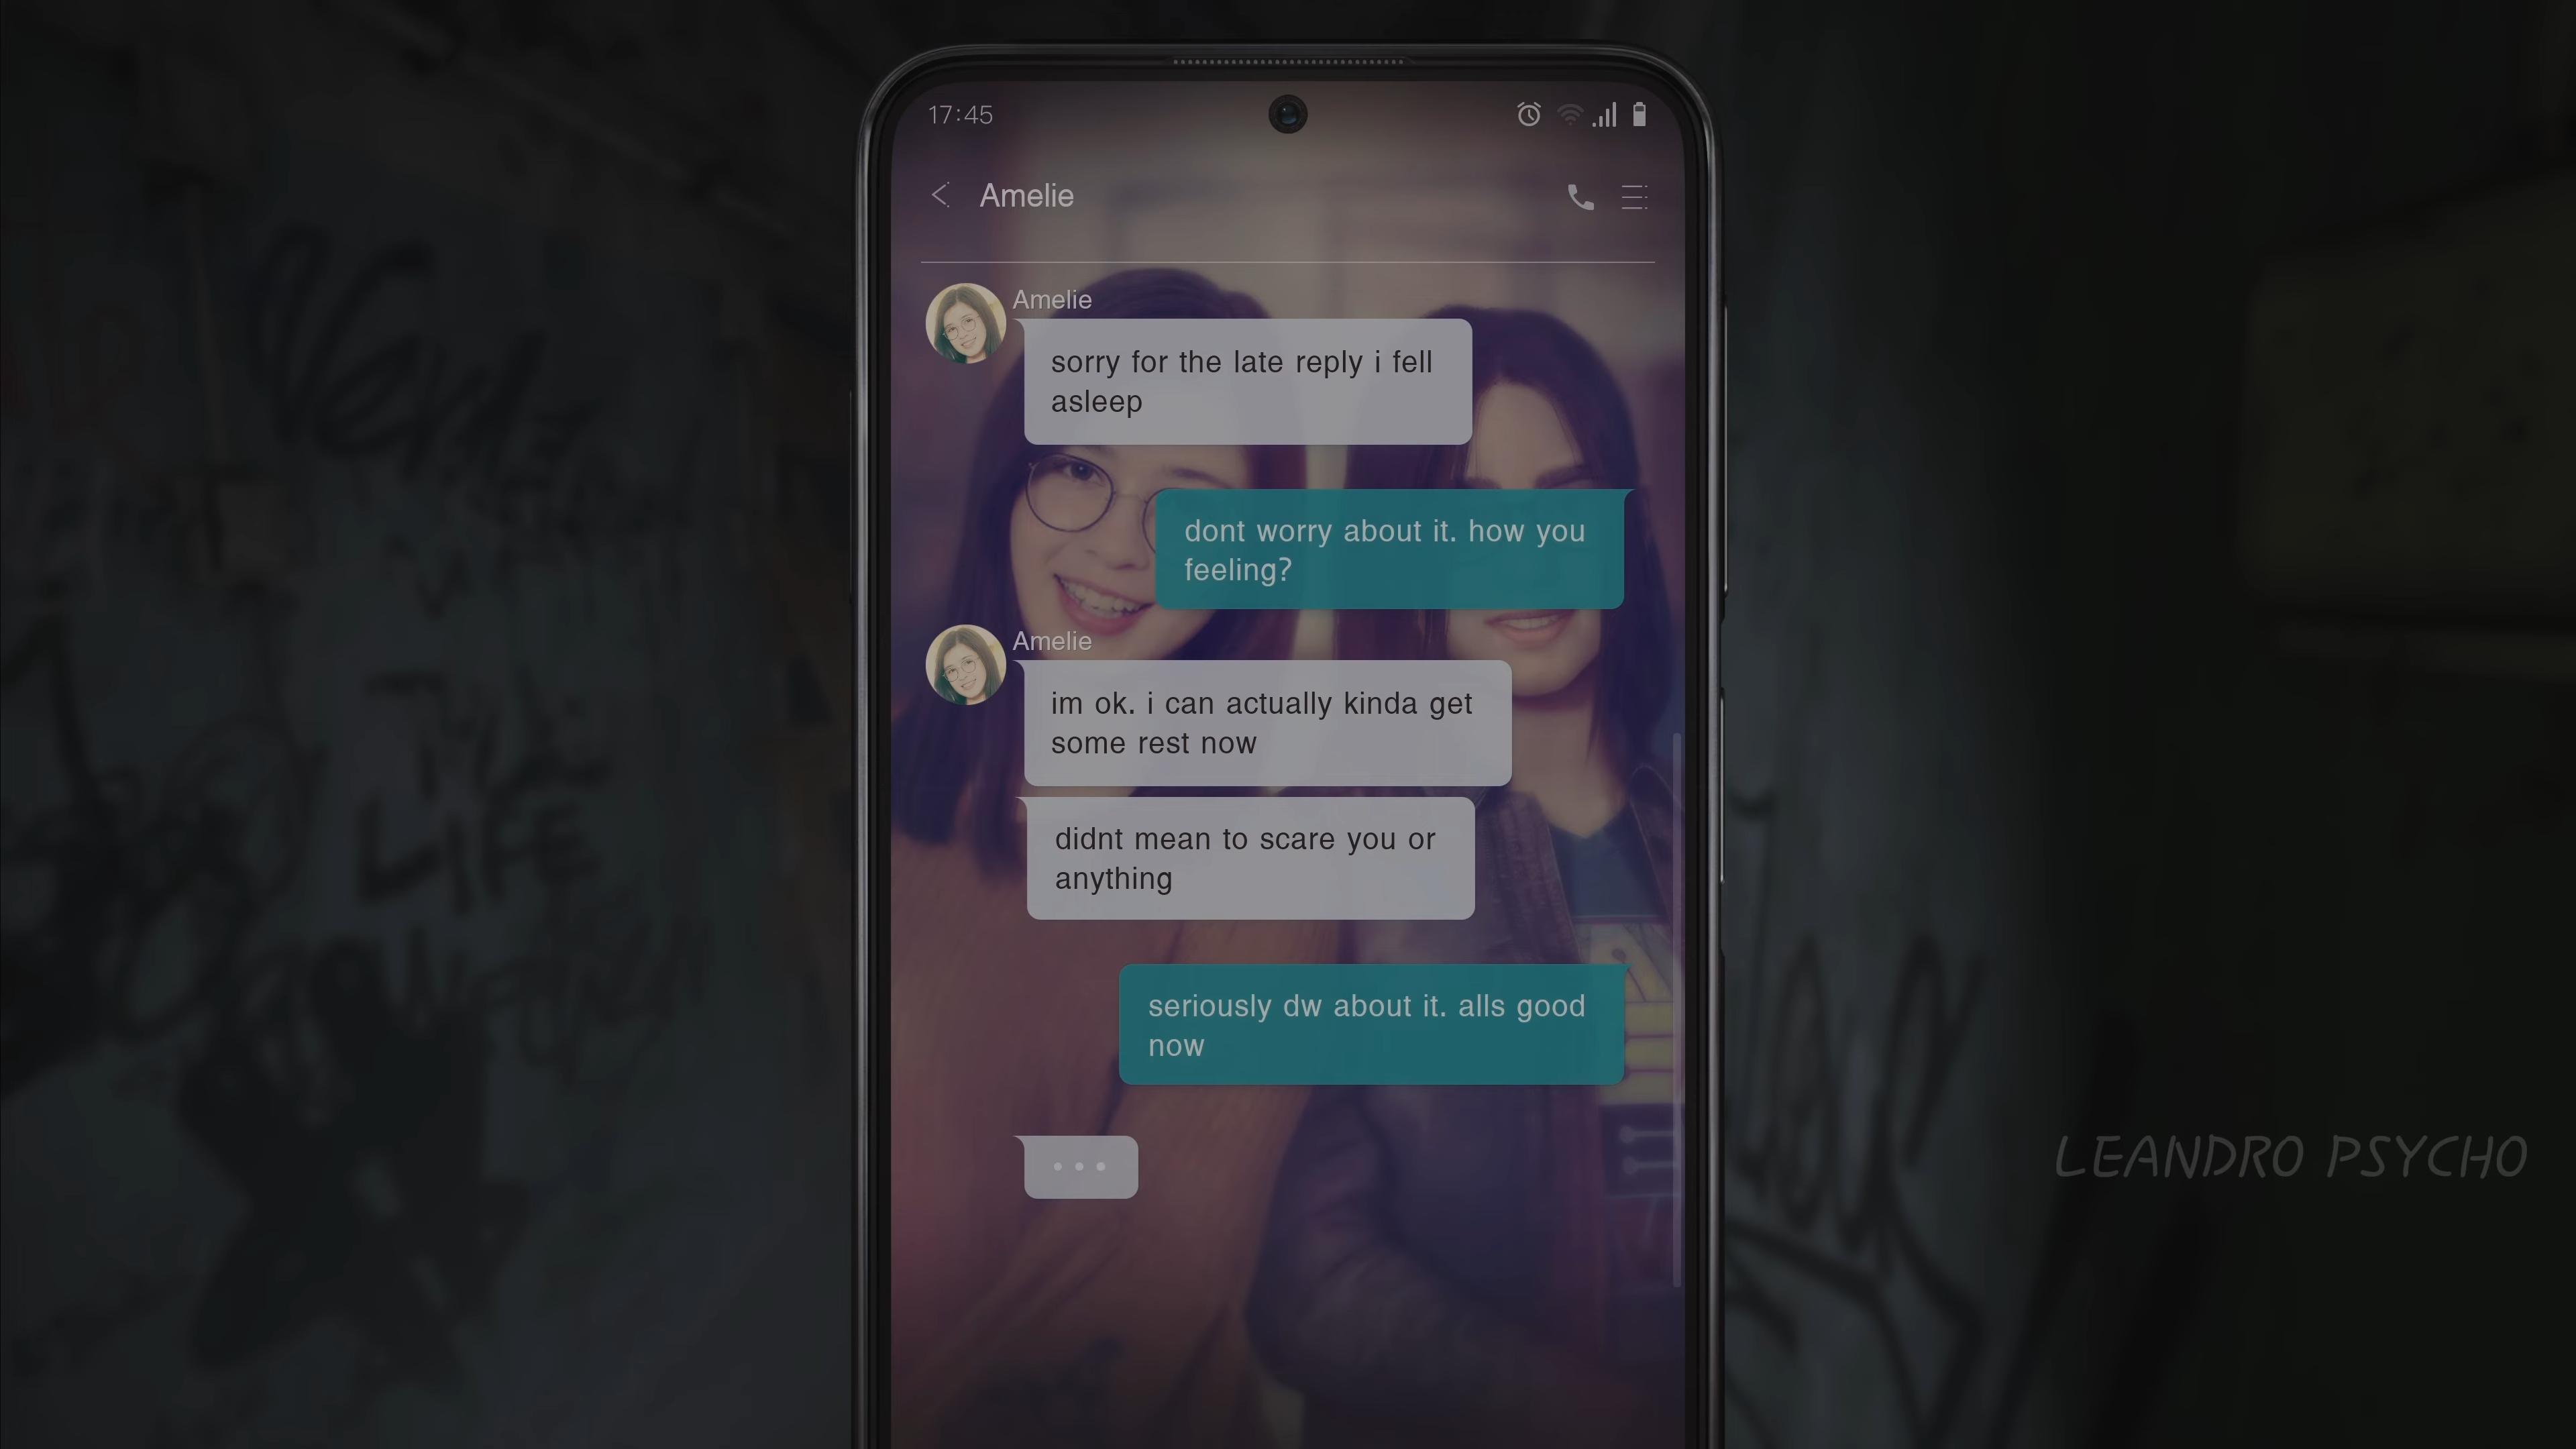 17:45
Amelie
Amelie
sorry for the late reply i fell
asleep
dont worry about it. how you
feeling?
Amelie
im ok. i can actually kinda get
some rest now
didnt mean to scare you or
anything
seriously dw about it. alls good
now
LIFE
LEANDRO PSYCHO